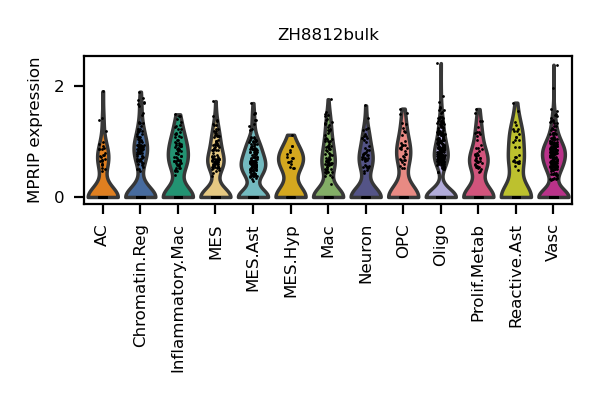 ZH8812bulk
MPRIP expression
2
0
AC
Chromatin.Reg
Inflammatory.Mac
MES
MES.Ast
MES.Hyp
Mac
Neuron
OPC
Oligo
Prolif.Metab
Reactive.Ast
Vasc